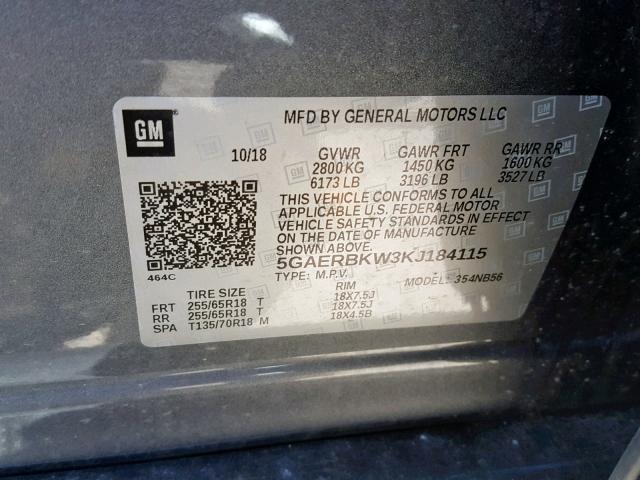 GM
MFD BY GENERAL MOTORS LLC
10/18 GVWR GAWR FRT GAWR RR
2800 KG 1450 KG 1600 KG
6173 LB 3196 LB 3527 LB
THIS VEHICLE CONFORMS TO ALL
APPLICABLE U.S. FEDERAL MOTOR
VEHICLE SAFETY STANDARDS IN EFFECT
ON THE DATE OF MANUFACTURE
SHOWN ABOVE.
464C
5GAERBKW3KJ184115
TYPE: M.P.V. MODEL: 354NB56
TIRE SIZE RIM
FRT 255/65R18 T 18X7.5J
RR 255/65R18 T 18X7.5J
SPA T135/70R18 M 18X4.5B